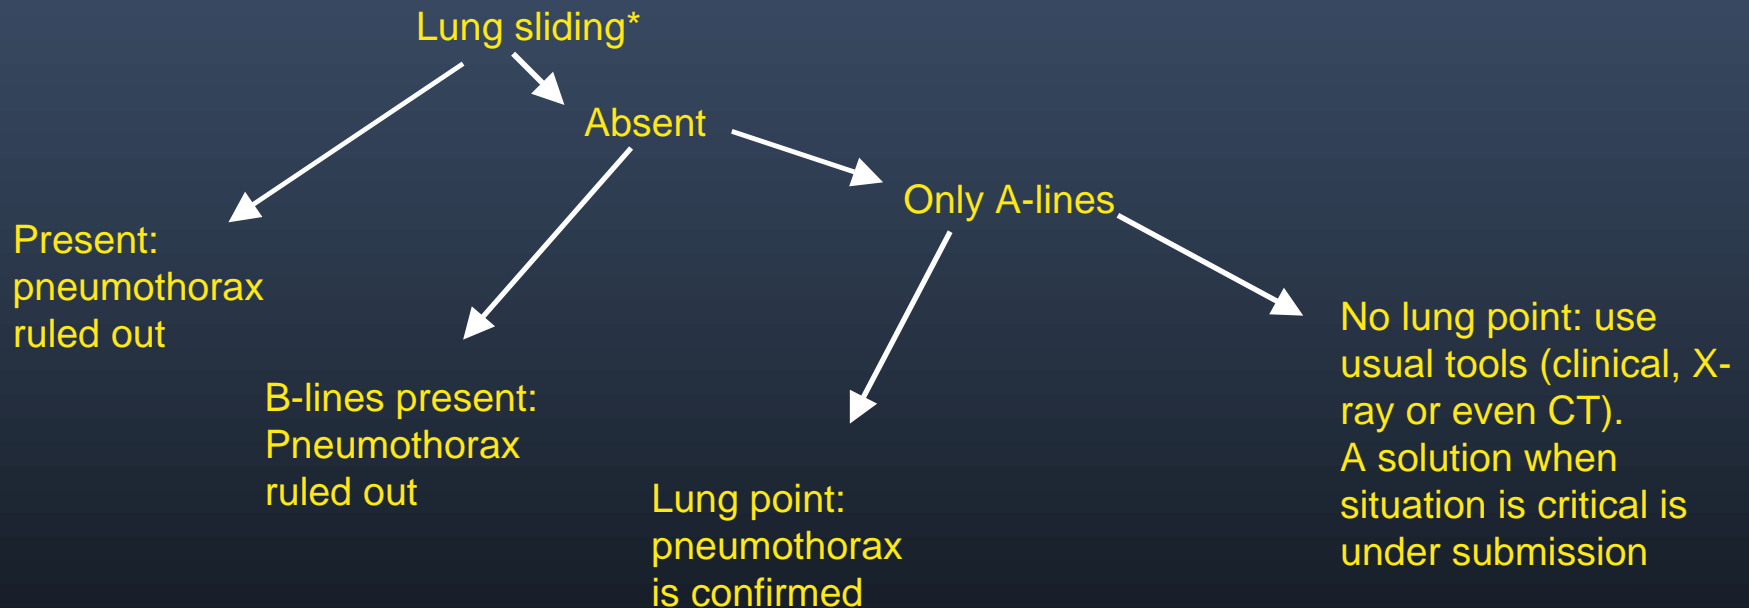 Lung sliding*
Absent
Only A-lines
Present:
pneumothorax
ruled out
B-lines present:
Pneumothorax
ruled out
Lung point:
pneumothorax
is confirmed
No lung point: use
usual tools (clinical, X-
ray or even CT).
A solution when
situation is critical is
under submission